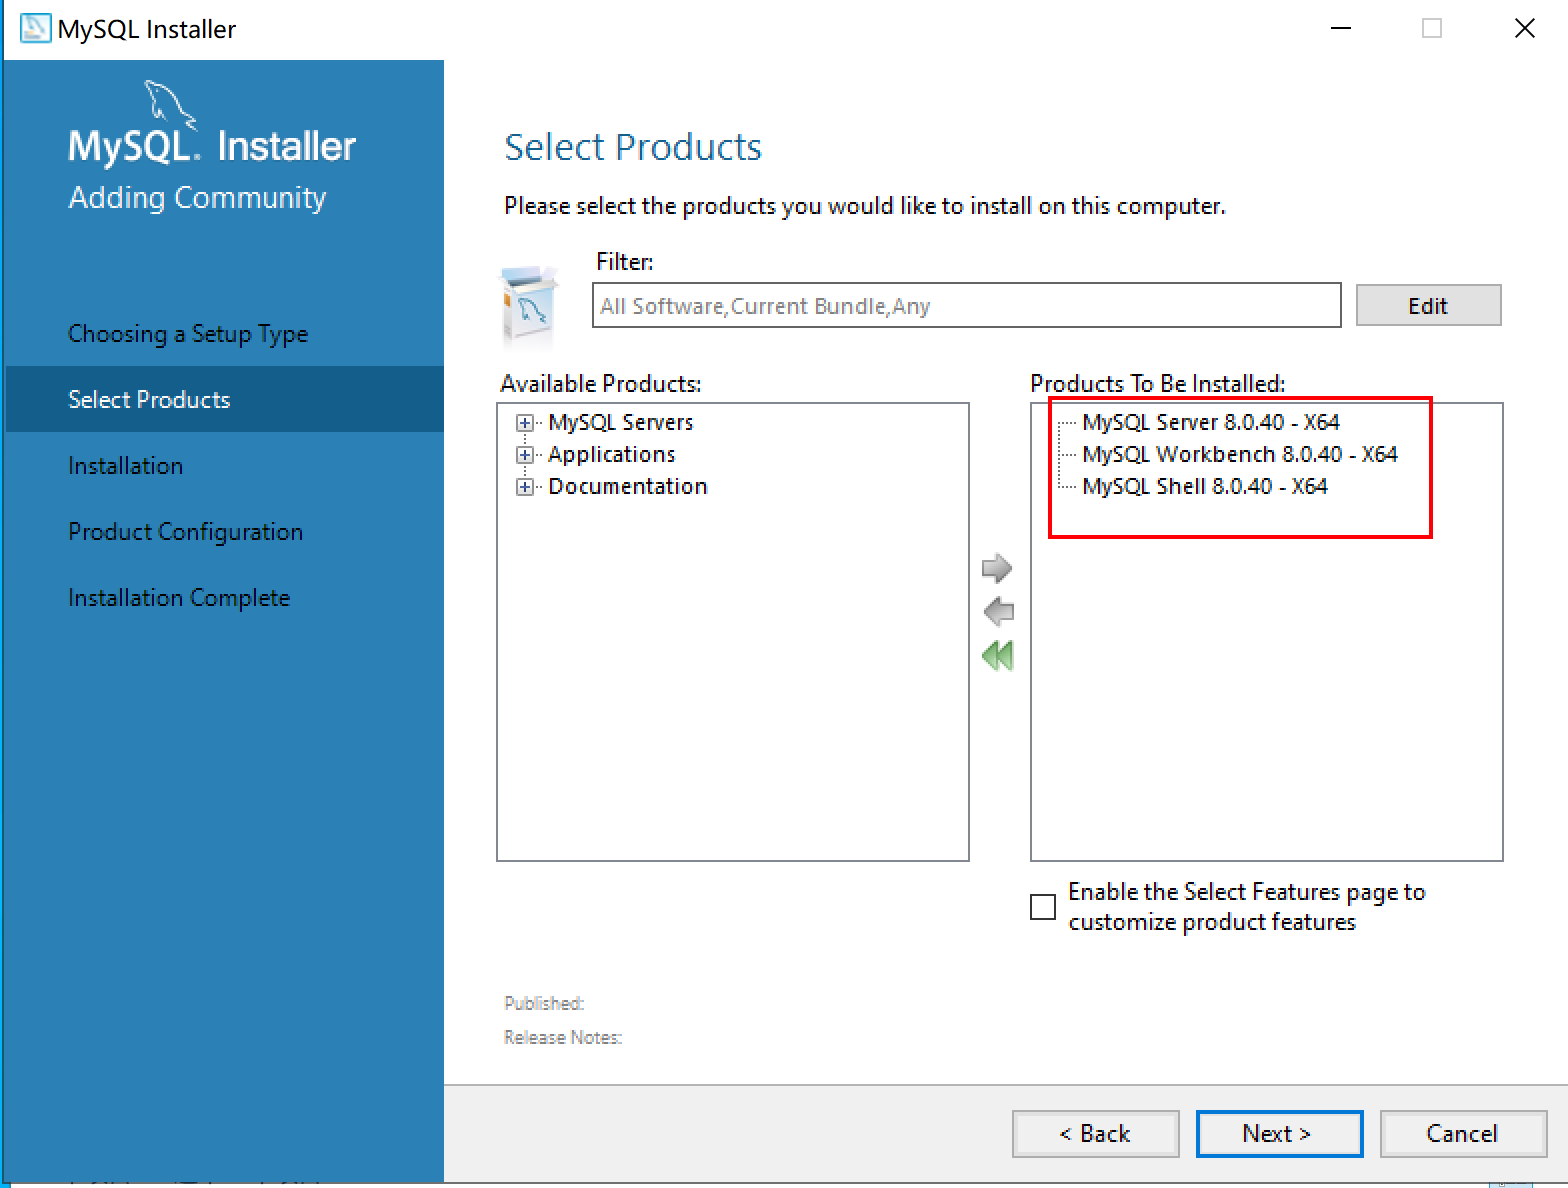 MySQL Installer
MySQL. Installer
Adding Community
Choosing a Setup Type
Select Products
Installation
Product Configuration
Installation Complete
Select Products
Please select the products you would like to install on this computer.
Filter:
All Software,Current Bundle,Any
Edit
Available Products:
MySQL Servers
Applications
Documentation
Products To Be Installed:
MySQL Server 8.0.40 - X64
MySQL Workbench 8.0.40 - X64
MySQL Shell 8.0.40 - X64
Enable the Select Features page to
customize product features
Published:
Release Notes:
< Back
Next >
Cancel